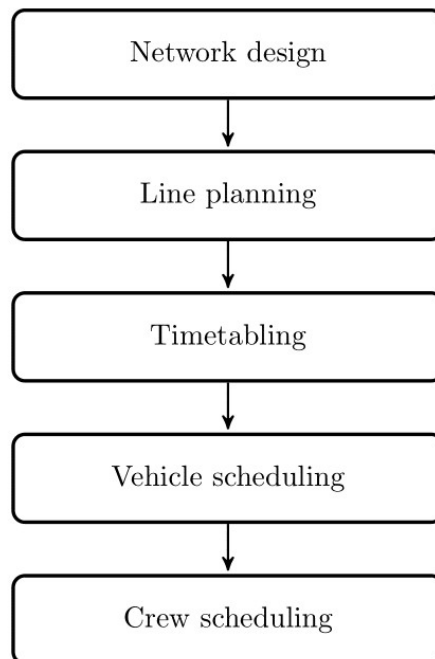 Network design
Line planning
Timetabling
Vehicle scheduling
Crew scheduling